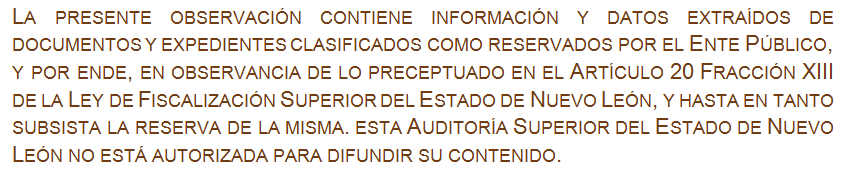 LA PRESENTE OBSERVACIÓN CONTIENE INFORMACIÓN Y DATOS EXTRAÍDOS DE
DOCUMENTOS Y EXPEDIENTES CLASIFICADOS COMO RESERVADOS POR EL ENTE PÚBLICO,
Y POR ENDE, EN OBSERVANCIA DE LO PRECEPTUADO EN EL ARTÍCULO 20 FRACCIÓN XIII
DE LA LEY DE FISCALIZACIÓN SUPERIOR DEL ESTADO DE NUEVO LEÓN, Y HASTA EN TANTO
SUBSISTA LA RESERVA DE LA MISMA. ESTA AUDITORÍA SUPERIOR DEL ESTADO DE NUEVO
LEÓN NO ESTÁ AUTORIZADA PARA DIFUNDIR SU CONTENIDO.